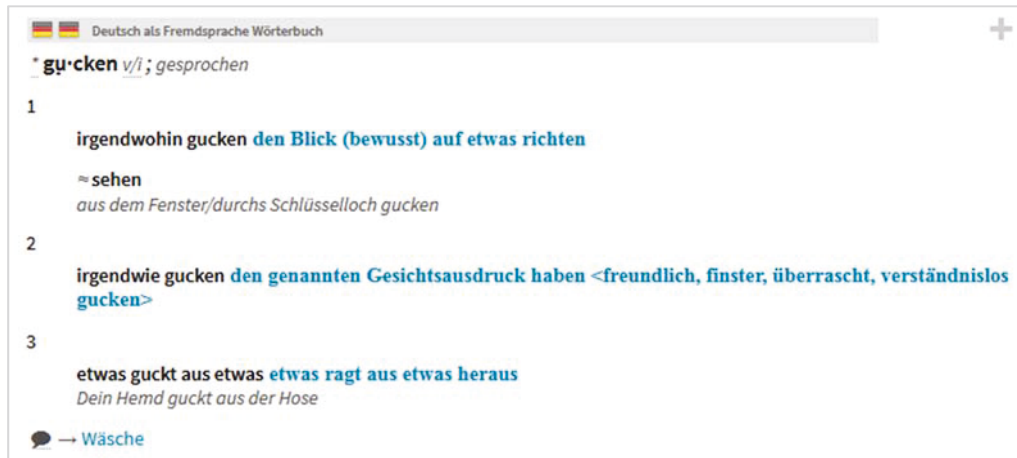 Deutsch als Fremdsprache Wörterbuch
* gụ·cken v/i ; gesprochen
1
irgendwohin gucken den Blick (bewusst) auf etwas richten
≈ sehen
aus dem Fenster/durchs Schlüsselloch gucken
2
irgendwie gucken den genannten Gesichtsausdruck haben <freundlich, finster, überrascht, verständnislos
gucken>
3
etwas guckt aus etwas etwas ragt aus etwas heraus
Dein Hemd guckt aus der Hose
→ Wäsche